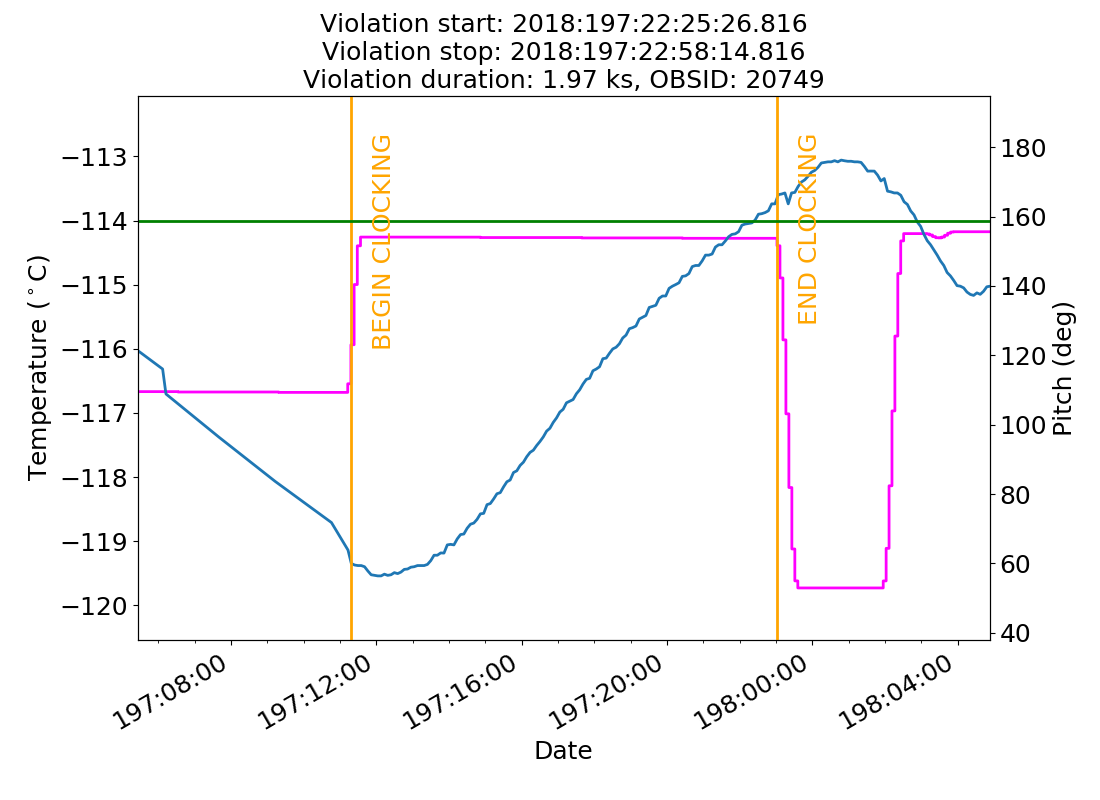 Violation start: 2018:197:22:25:26.816
Violation stop: 2018:197:22:58:14.816
Violation duration: 1.97 ks, OBSID: 20749
BEGIN CLOCKING
END CLOCKING
−113
−114
−115
−116
−117
−118
−119
−120
Temperature (°C)
180
160
140
120
100
80
60
40
Pitch (deg)
197:08:00
197:12:00
197:16:00
197:20:00
198:00:00
198:04:00
Date